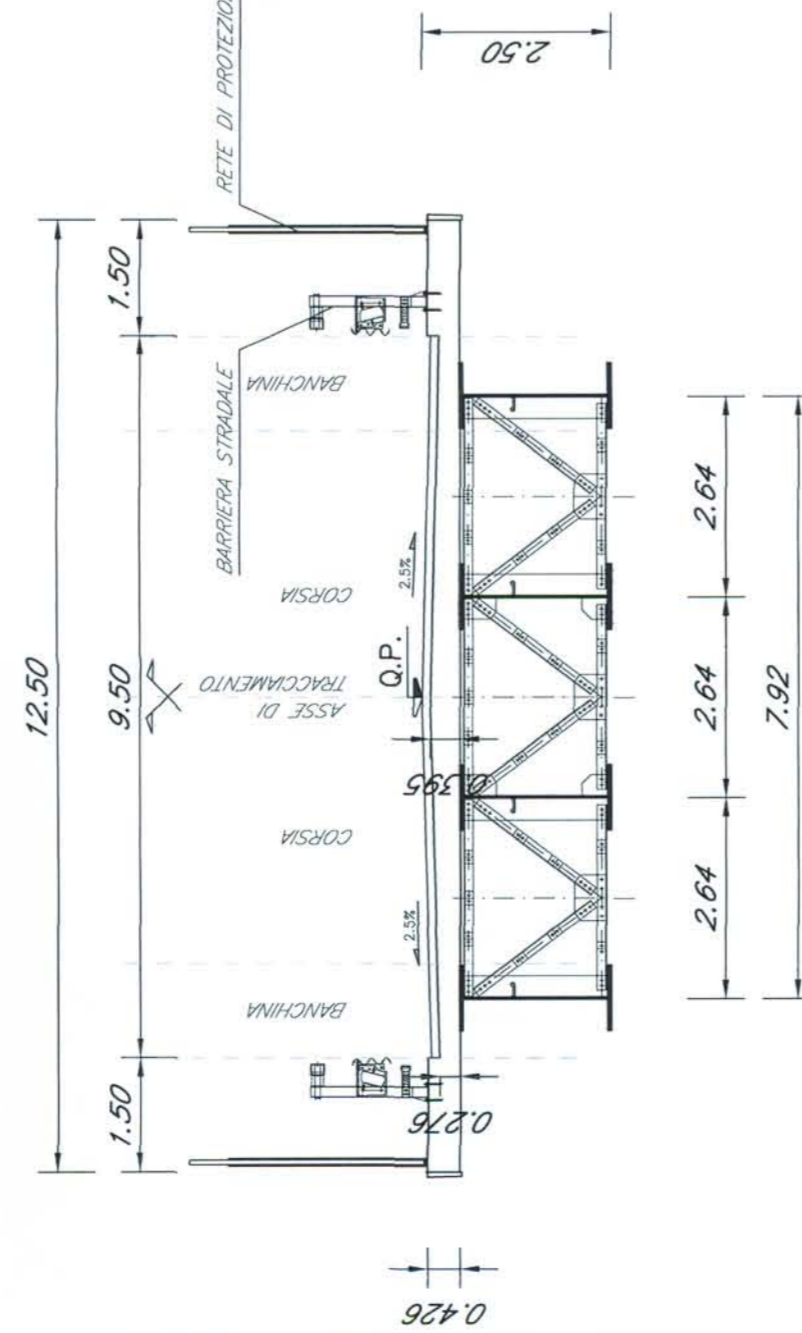 12.50
1.50
9.50
1.50
RETE DI PROTEZIO
BARRIERA STRADALE
BANCHINA
CORSIA
ASSE DI
TRACCIAMENTO
CORSIA
BANCHINA
2.5%
Q.P.
2.5%
0.426
0.276
0.395
2.50
2.64
2.64
2.64
7.92